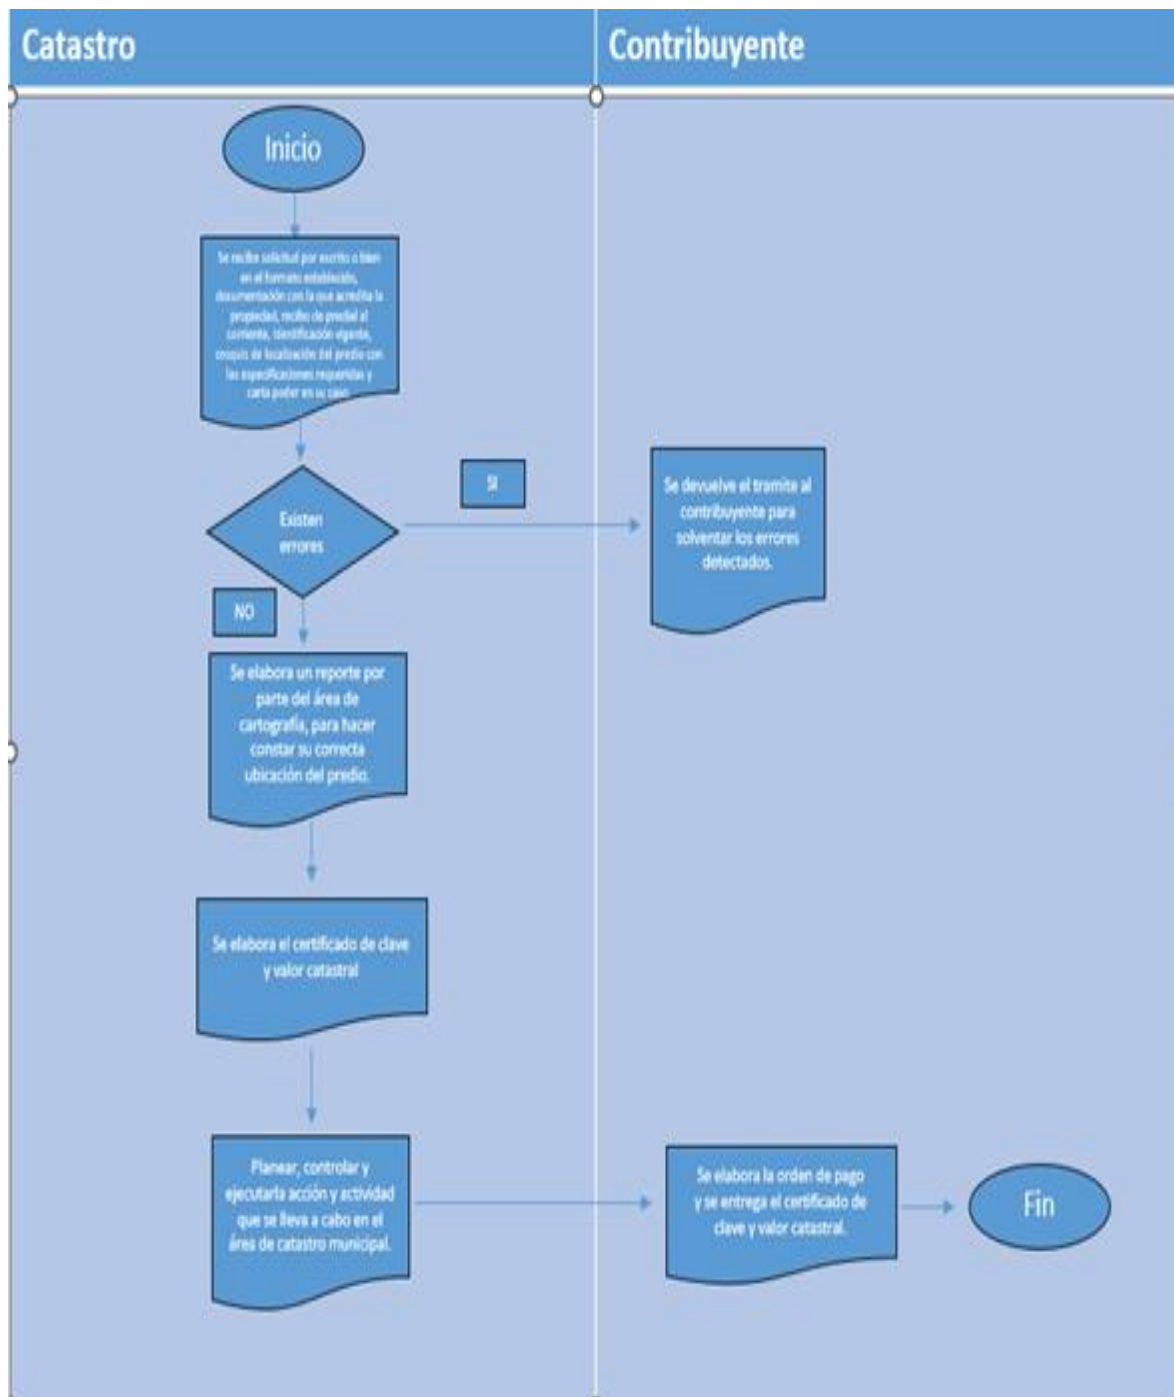 Catastro
Contribuyente
Inicio
Se recibe solicitud por escrito o bien
en el formato establecido,
documentación con la que acredita la
propiedad, recibo de predial al
corriente, identificación vigente,
croquis de localización del predio con
las especificaciones requeridas y
carta poder en su caso
Existen
errores
SI
Se devuelve el tramite al
contribuyente para
solventar los errores
detectados.
NO
Se elabora un reporte por
parte del área de
cartografía, para hacer
constar su correcta
ubicación del predio.
Se elabora el certificado de clave
y valor catastral
Planear, controlar y
ejecutarla acción y actividad
que se lleva a cabo en el
área de catastro municipal.
Se elabora la orden de pago
y se entrega el certificado de
clave y valor catastral.
Fin